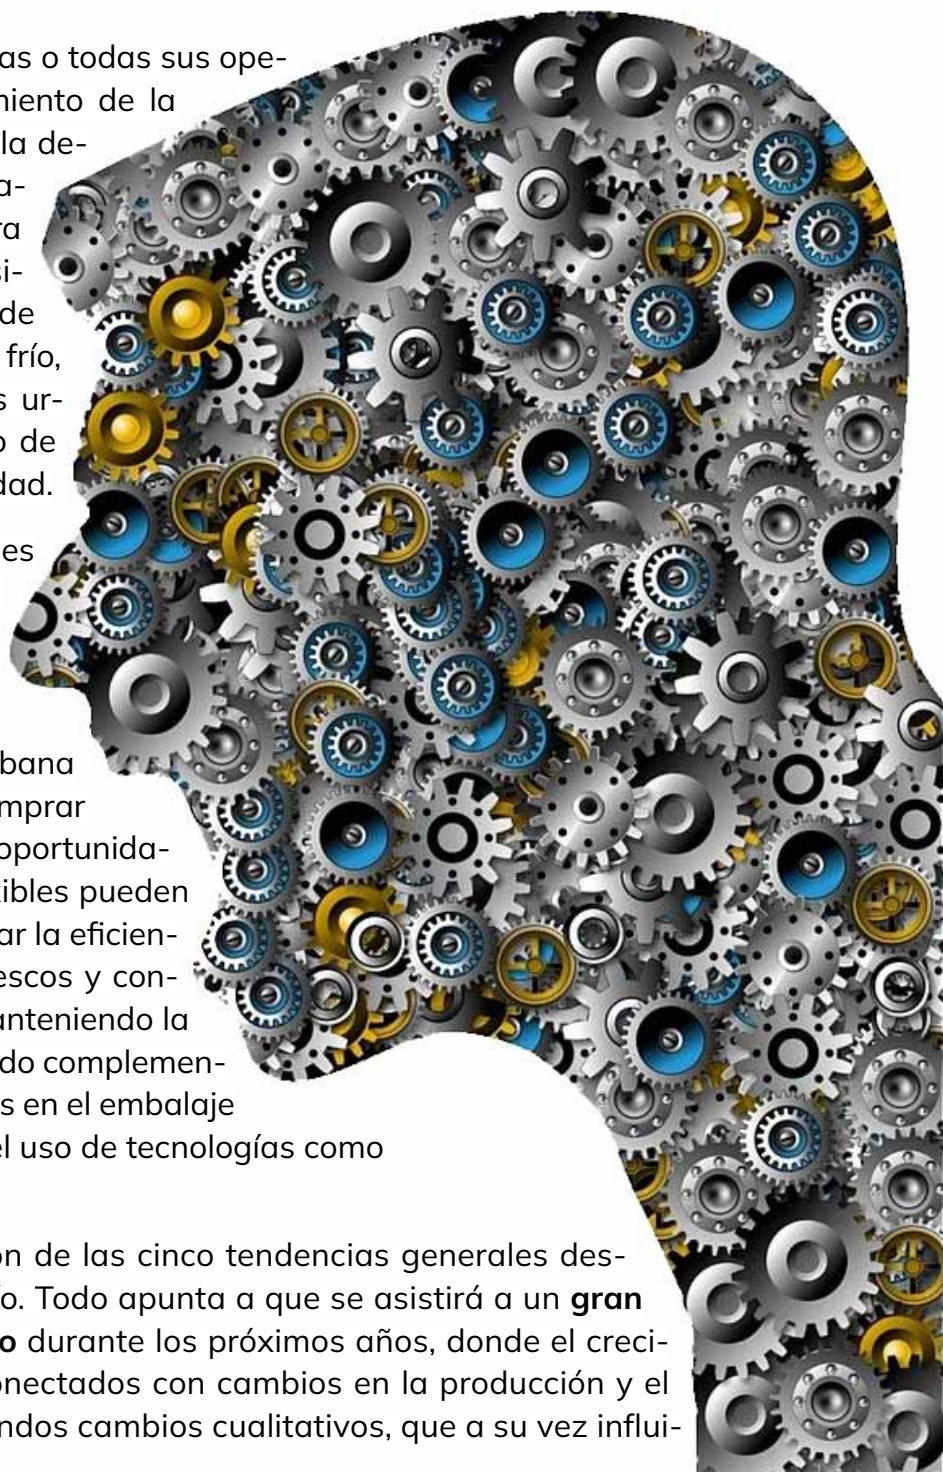 as o todas sus ope-
miento de la
la de-
a-
ra
si-
de
frío,
s ur-
o de
dad.
es
bana
mprar
oportunida-
ibles pueden
ar la eficien-
escos y con-
anteniendo la
do complemen-
s en el embalaje
el uso de tecnologías como
ón de las cinco tendencias generales des-
ío. Todo apunta a que se asistirá a un gran
o durante los próximos años, donde el creci-
onectados con cambios en la producción y el
ndos cambios cualitativos, que a su vez influi-